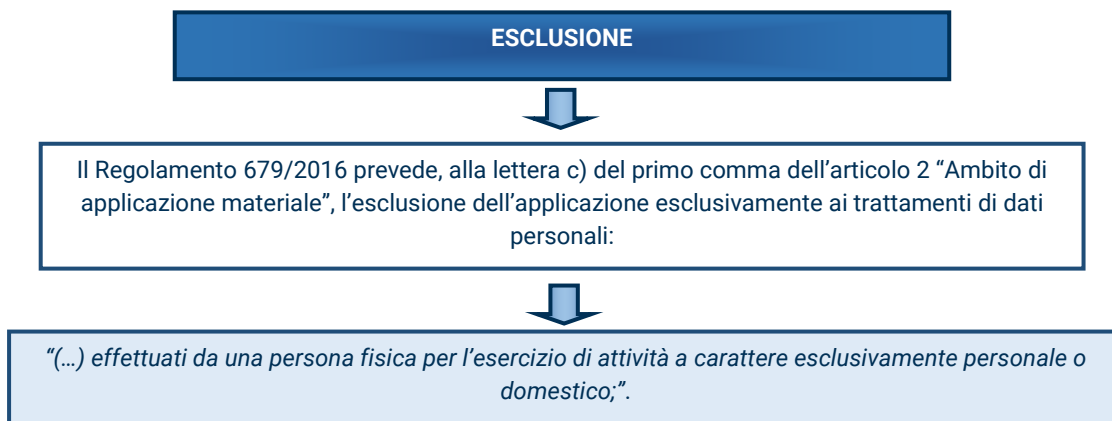 ESCLUSIONE
Il Regolamento 679/2016 prevede, alla lettera c) del primo comma dell’articolo 2 “Ambito di
applicazione materiale”, l’esclusione dell’applicazione esclusivamente ai trattamenti di dati
personali:
“(…) effettuati da una persona fisica per l’esercizio di attività a carattere esclusivamente personale o
domestico;”.